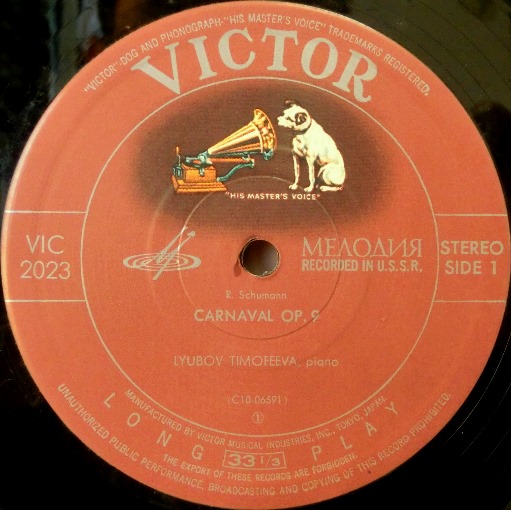 "VICTOR"-DOG AND PHONOGRAPH-"HIS MASTER'S VOICE" TRADEMARKS REGISTERED.
VICTOR
"HIS MASTER'S VOICE"
VIC
2023
МЕЛОДИЯ
RECORDED IN U.S.S.R.
STEREO
SIDE 1
R. Schumann
CARNAVAL OP. 9
LYUBOV TIMOFEEVA, piano
(C10-06591)
1
MANUFACTURED BY VICTOR MUSICAL INDUSTRIES, INC., TOKYO, JAPAN.
LONG 33 1/3 PLAY
THE EXPORT OF THESE RECORDS ARE FORBIDDEN.
UNAUTHORIZED PUBLIC PERFORMANCE, BROADCASTING AND COPYING OF THIS RECORD PROHIBITED.